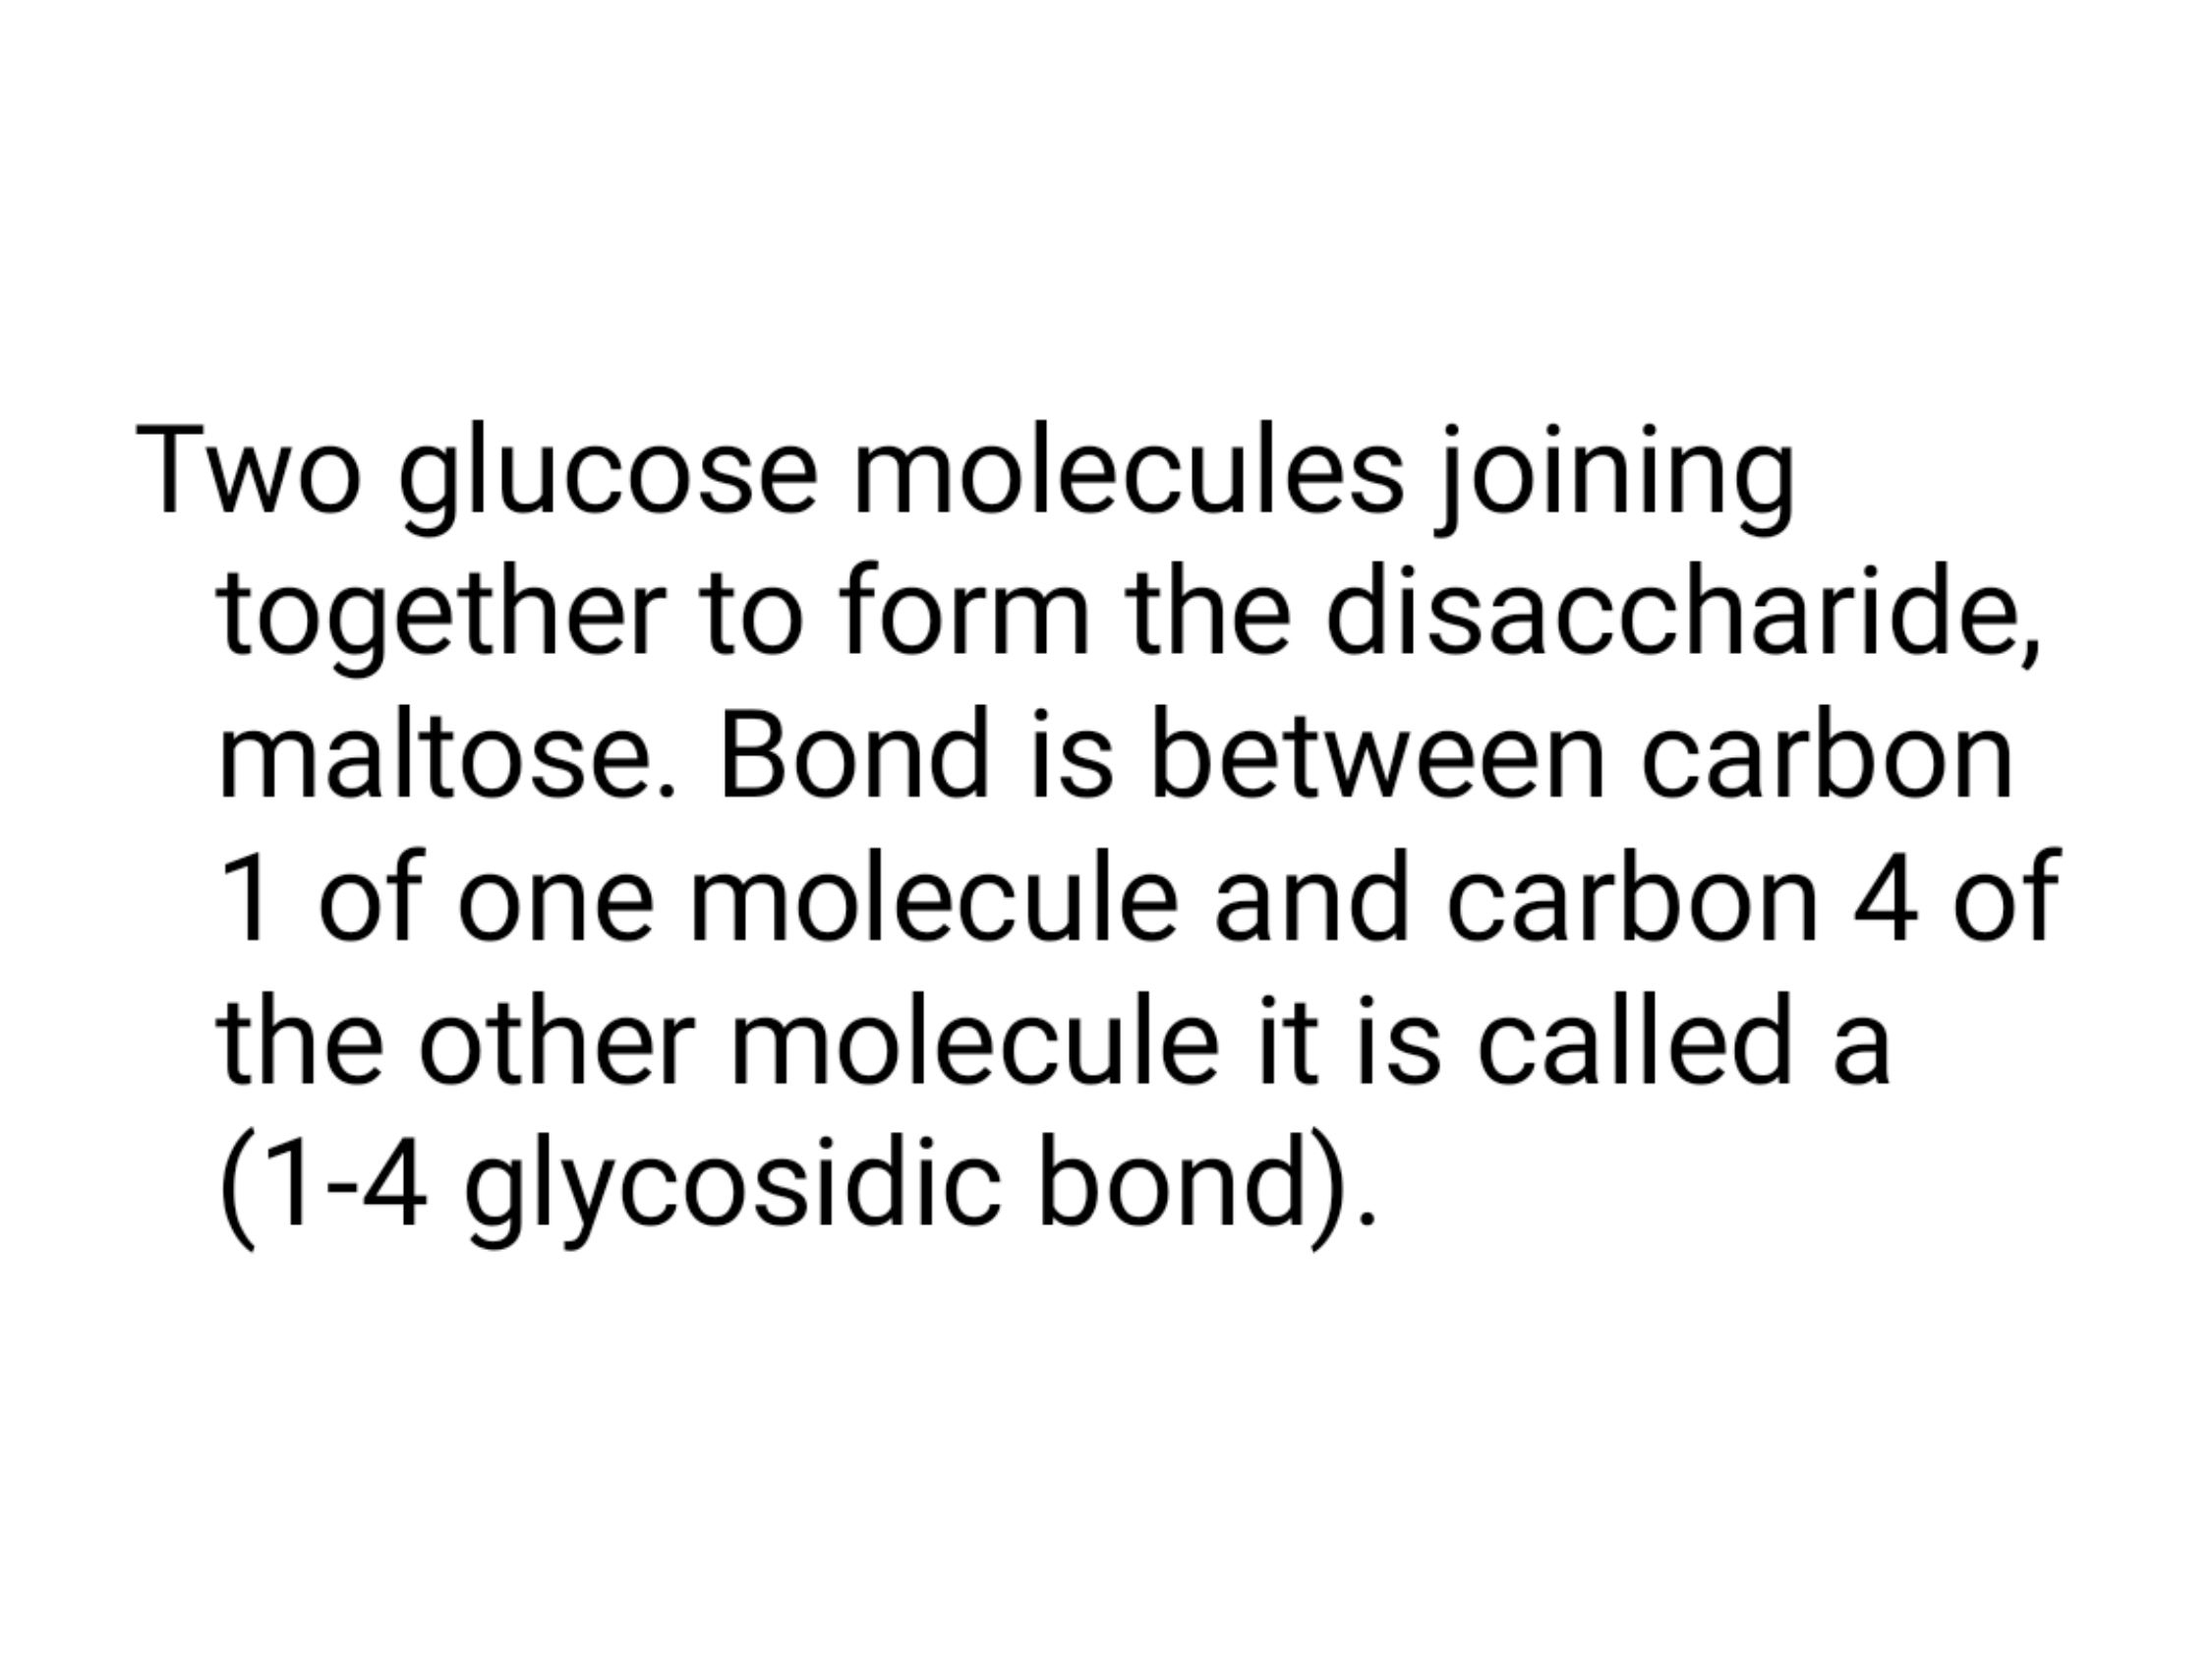 Two glucose molecules joining
together to form the disaccharide,
maltose. Bond is between carbon
1 of one molecule and carbon 4 of
the other molecule it is called a
(1-4 glycosidic bond).